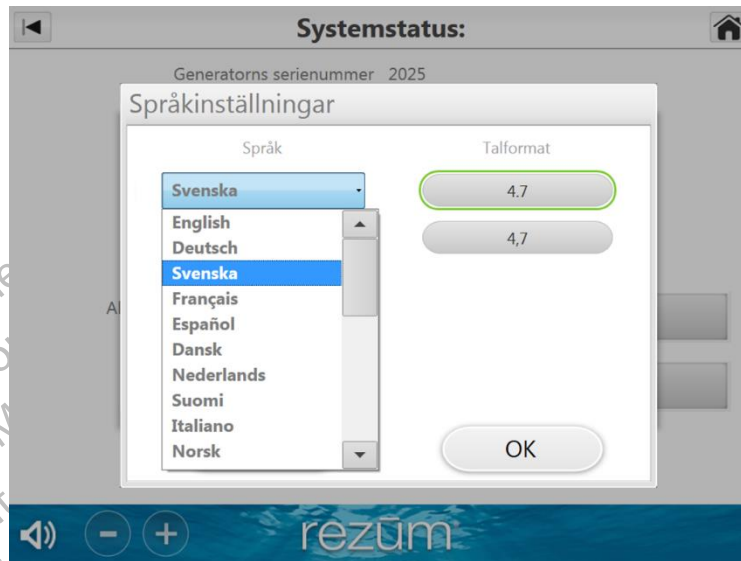 Systemstatus:
Generatorns serienummer 2025
Språkinställningar
Språk
Talformat
Svenska
4.7
English
4,7
Deutsch
Svenska
Français
Español
Dansk
Nederlands
Suomi
Italiano
Norsk
OK
rezūm